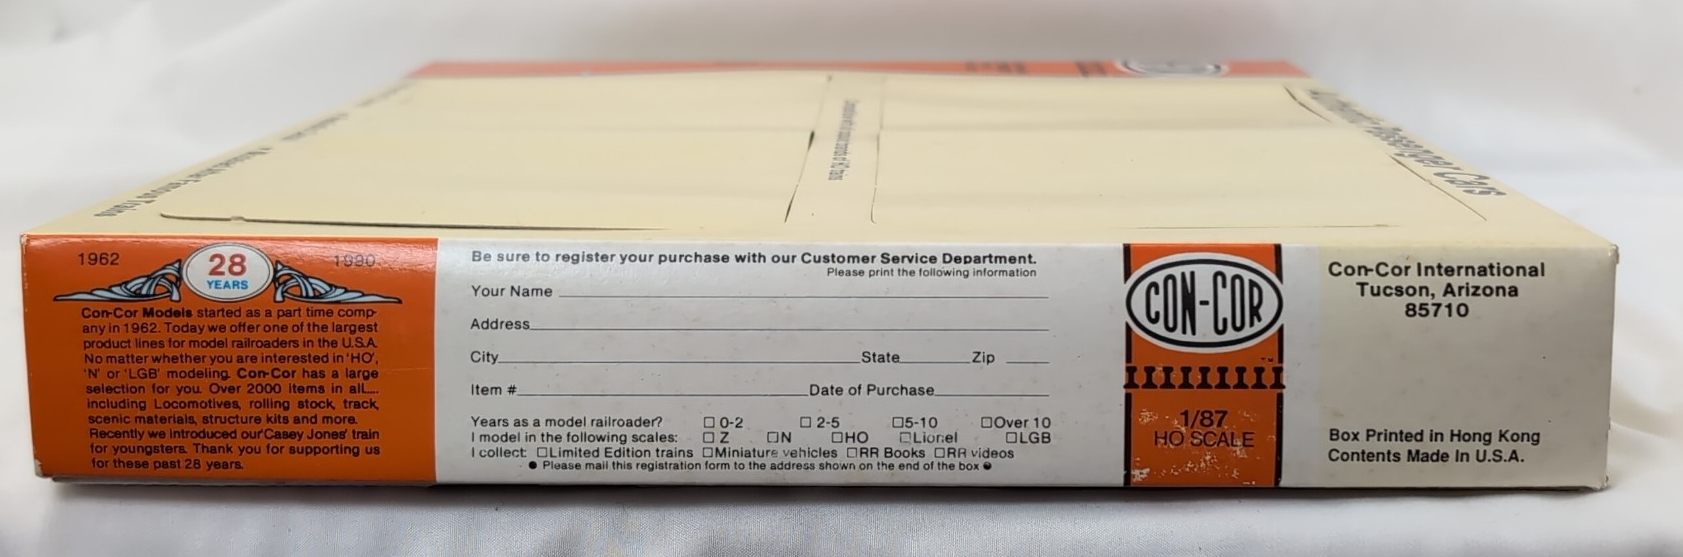 Passenger Cars
1962
28
YEARS
1990
Con-Cor Models started as a part time comp-
any in 1962. Today we offer one of the largest
product lines for model railroaders in the U.S.A.
No matter whether you are interested in 'HO',
'N' or 'LGB' modeling. Con-Cor has a large
selection for you. Over 2000 items in all....
including Locomotives, rolling stock, track,
scenic materials, structure kits and more.
Recently we introduced our 'Casey Jones' train
for youngsters. Thank you for supporting us
for these past 28 years.
Be sure to register your purchase with our Customer Service Department.
Please print the following information
Your Name
Address
City State Zip
Item # Date of Purchase
Years as a model railroader? 0-2 2-5 5-10 Over 10
I model in the following scales: Z N HO Lionel LGB
I collect: Limited Edition trains Miniature vehicles RR Books RR videos
● Please mail this registration form to the address shown on the end of the box ●
CON-COR
1/87
HO SCALE
Con-Cor International
Tucson, Arizona
85710
Box Printed in Hong Kong
Contents Made In U.S.A.